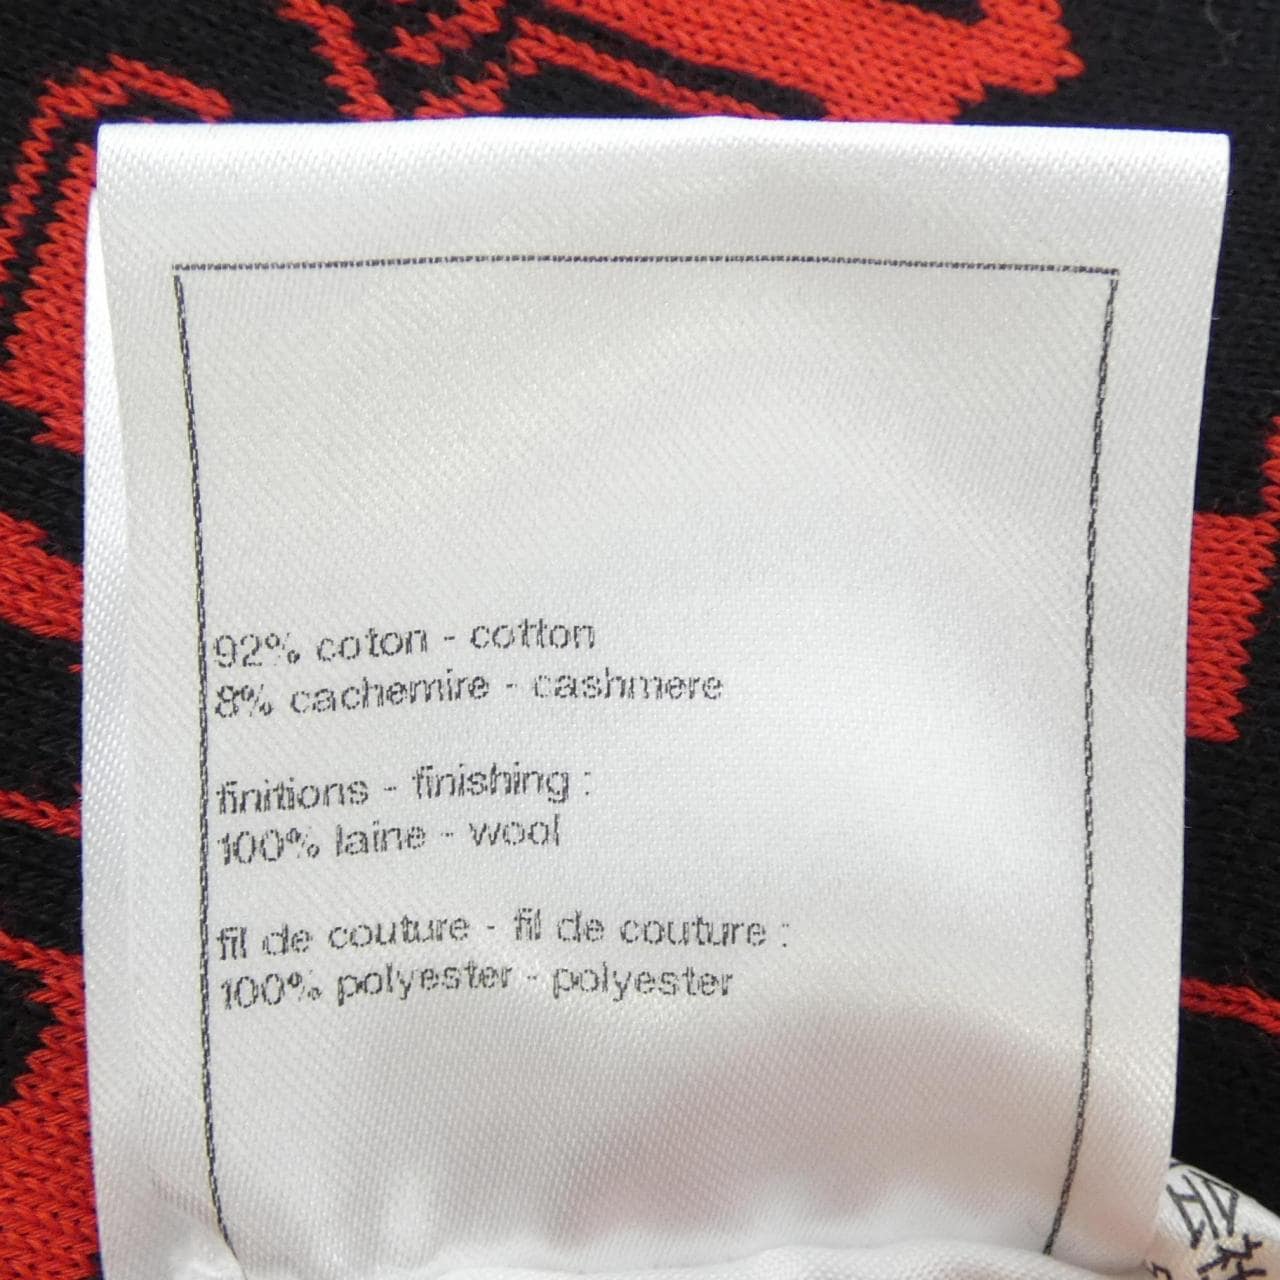 92% coton - cotton
8% cachemire - cashmere
finitions - finishing :
100% laine - wool
fil de couture - fil de couture :
100% polyester - polyester